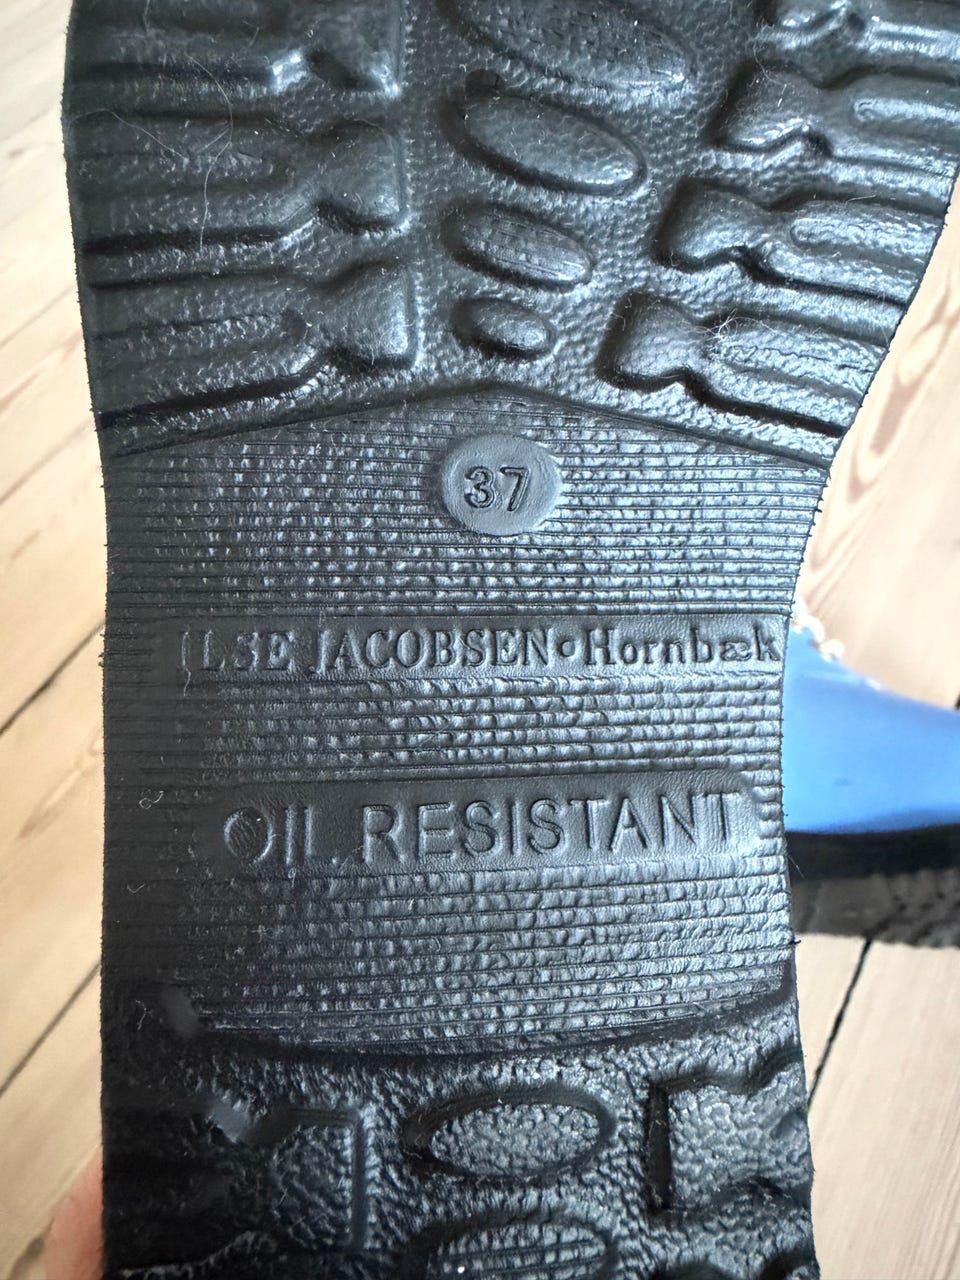 37
ILSE JACOBSEN•Hornbæk
OIL RESISTANT